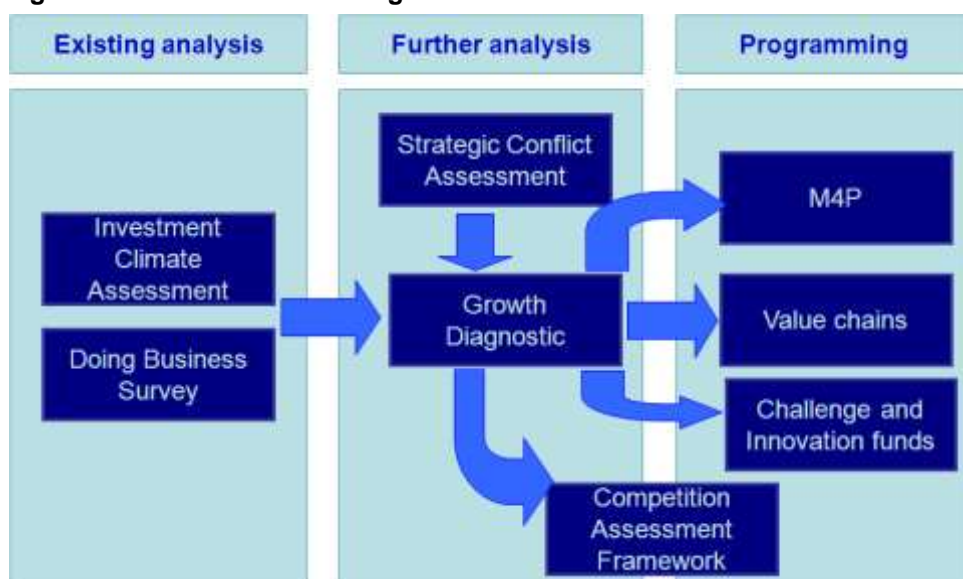 Existing analysis
Further analysis
Programming
Investment
Climate
Assessment
Doing Business
Survey
Strategic Conflict
Assessment
Growth
Diagnostic
M4P
Value chains
Challenge and
Innovation funds
Competition
Assessment
Framework